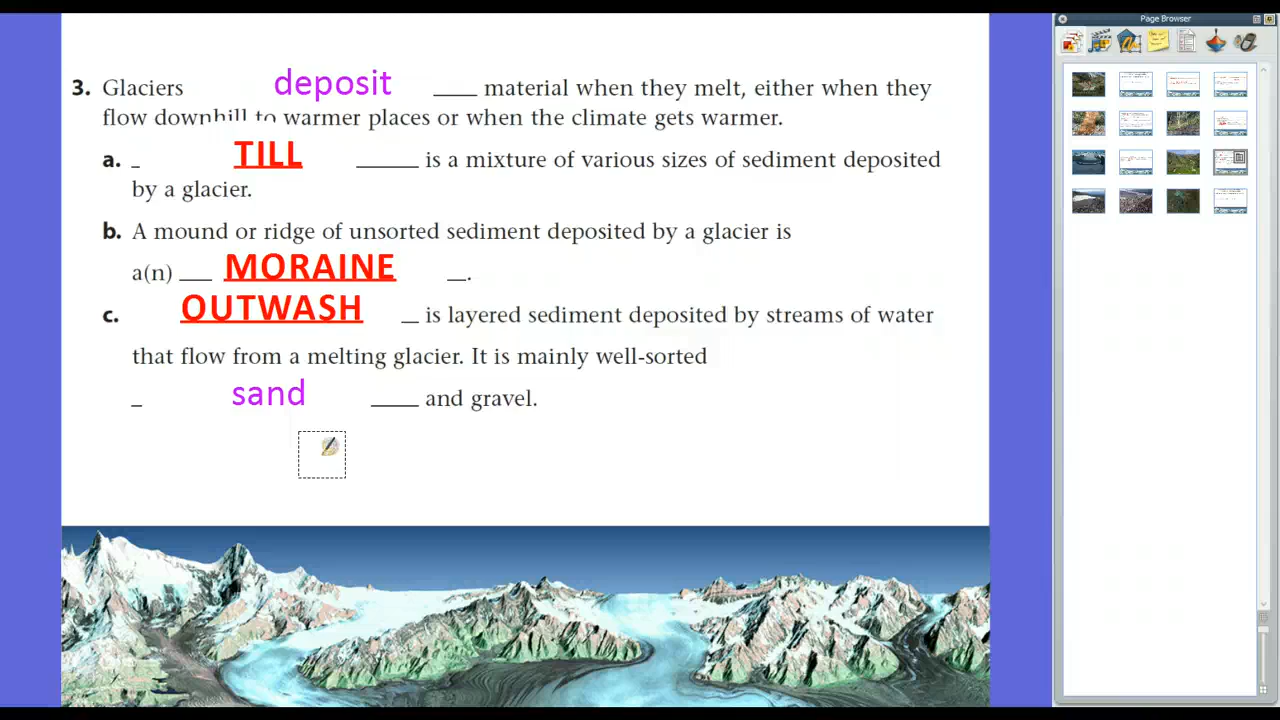 Page Browser
3. Glaciers deposit ____ material when they melt, either when they
flow downhill to warmer places or when the climate gets warmer.
a. _ TILL _____ is a mixture of various sizes of sediment deposited
by a glacier.
b. A mound or ridge of unsorted sediment deposited by a glacier is
a(n) ___ MORAINE __.
c. OUTWASH _ is layered sediment deposited by streams of water
that flow from a melting glacier. It is mainly well-sorted
_ sand ____ and gravel.